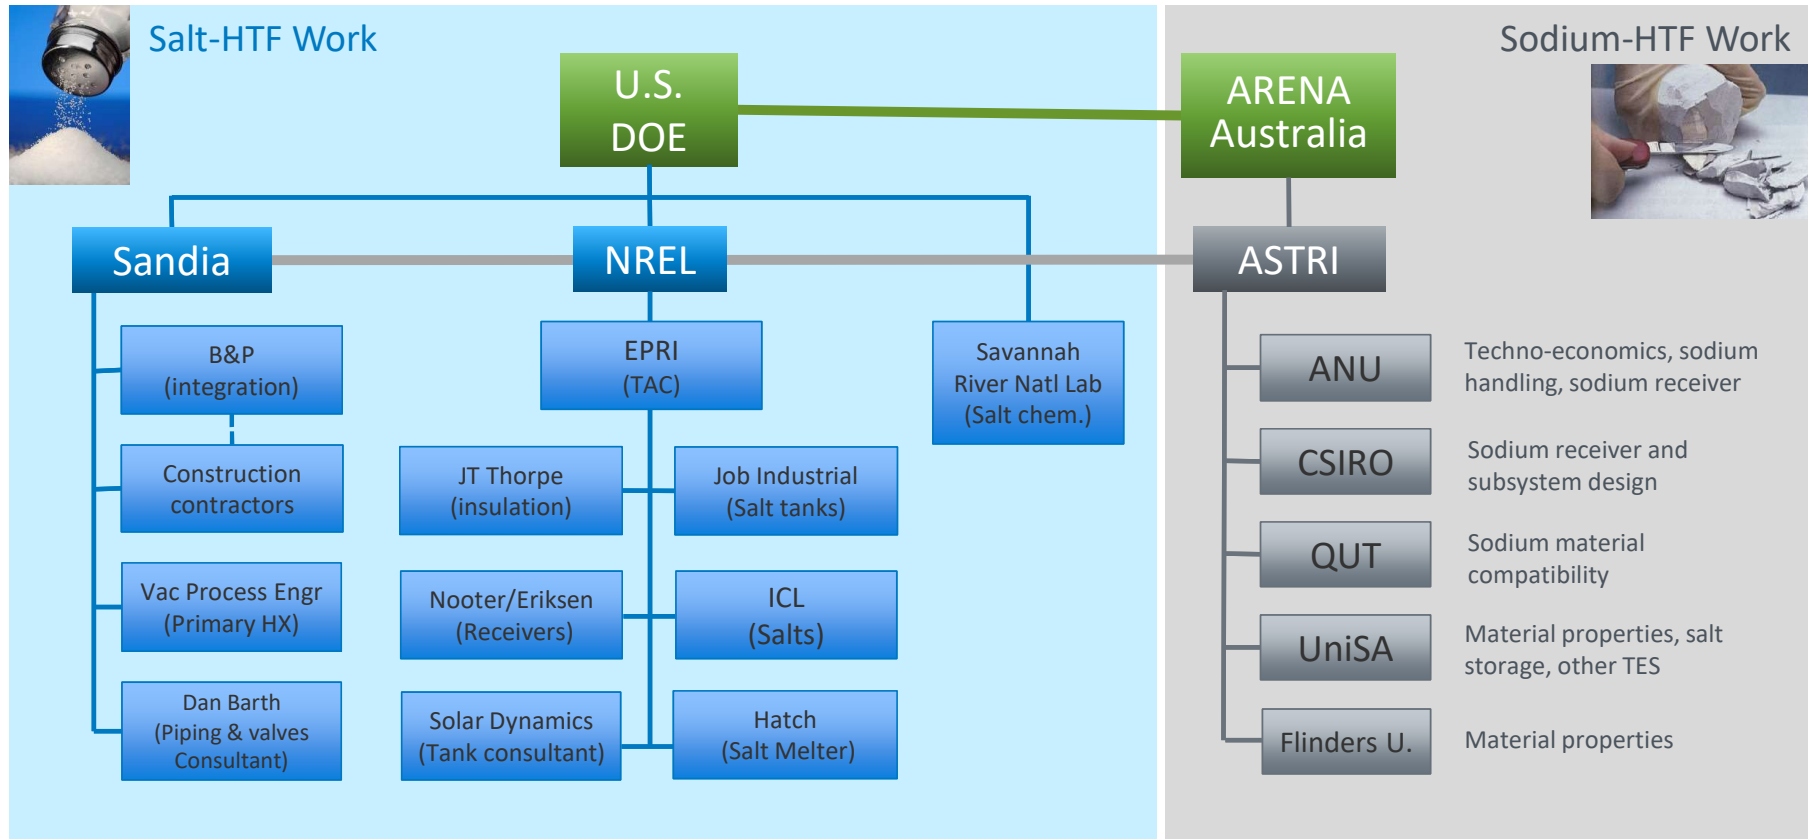 Salt-HTF Work
Sodium-HTF Work
U.S.
DOE
ARENA
Australia
Sandia
NREL
ASTRI
B&P
(integration)
Construction
contractors
Vac Process Engr
(Primary HX)
Dan Barth
(Piping & valves
Consultant)
EPRI
(TAC)
JT Thorpe
(insulation)
Job Industrial
(Salt tanks)
Nooter/Eriksen
(Receivers)
ICL
(Salts)
Solar Dynamics
(Tank consultant)
Hatch
(Salt Melter)
Savannah
River Natl Lab
(Salt chem.)
ANU
Techno-economics, sodium
handling, sodium receiver
CSIRO
Sodium receiver and
subsystem design
QUT
Sodium material
compatibility
UniSA
Material properties, salt
storage, other TES
Flinders U.
Material properties